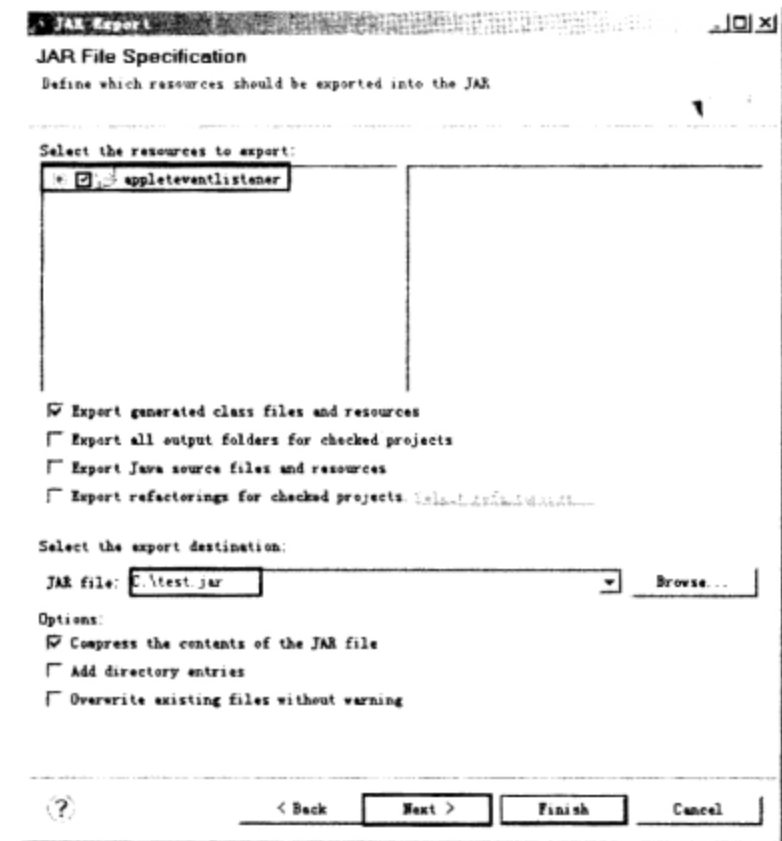 JAR Export
JAR File Specification
Define which resources should be exported into the JAR
Select the resources to export:
appleteventlistener
Export generated class files and resources
Export all output folders for checked projects
Export Java source files and resources
Export refactorings for checked projects.
Select the export destination:
JAR file: C:\test.jar Browse...
Options:
Compress the contents of the JAR file
Add directory entries
Overwrite existing files without warning
? < Back Next > Finish Cancel